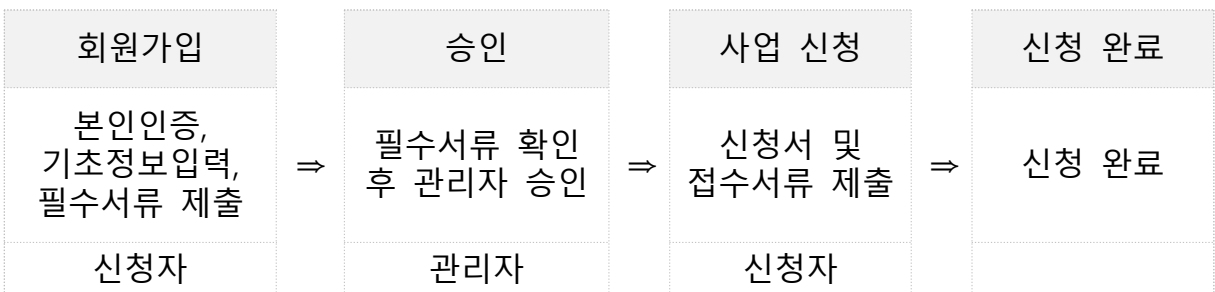 회원가입
승인
사업 신청
신청 완료
본인인증,
기초정보입력,
필수서류 제출
⇒
필수서류 확인
후 관리자 승인
⇒
신청서 및
접수서류 제출
⇒
신청 완료
신청자
관리자
신청자